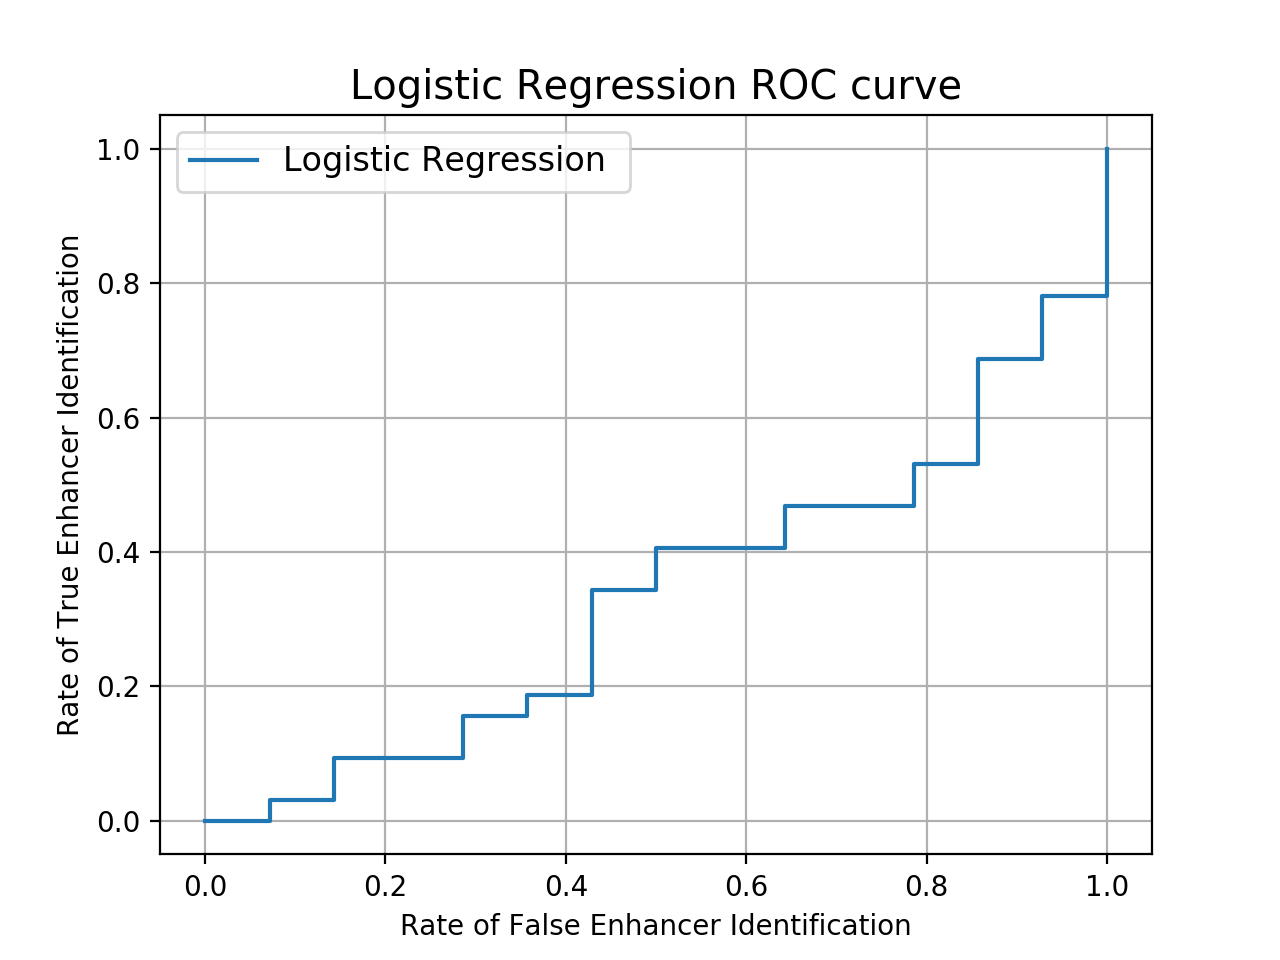 Logistic Regression ROC curve
Logistic Regression
1.0
0.8
0.6
0.4
0.2
0.0
Rate of True Enhancer Identification
0.0 0.2 0.4 0.6 0.8 1.0
Rate of False Enhancer Identification